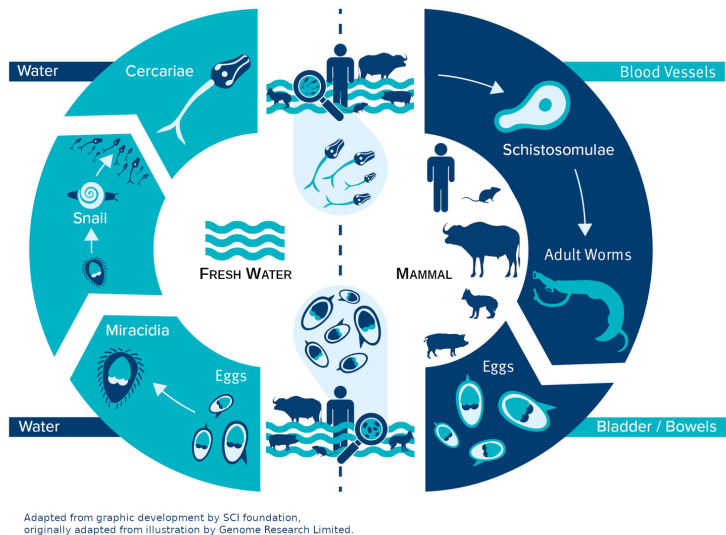 Water
Cercariae
Blood Vessels
Schistosomulae
Snail
Adult Worms
FRESH WATER
MAMMAL
Miracidia
Eggs
Eggs
Water
Bladder / Bowels
Adapted from graphic development by SCI foundation,
originally adapted from illustration by Genome Research Limited.